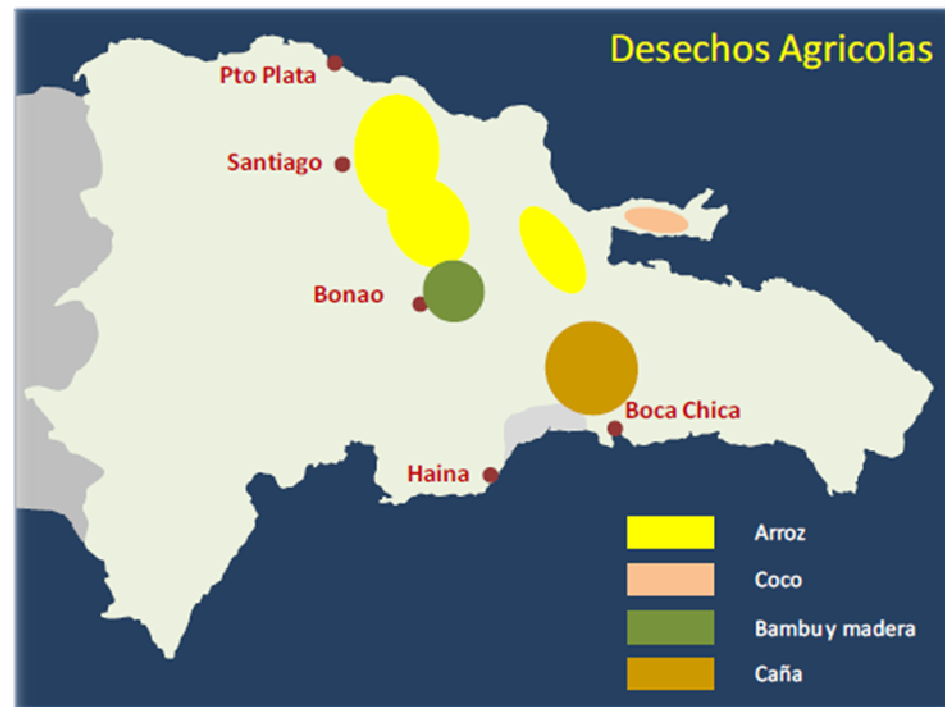 Desechos Agricolas
Pto Plata
Santiago
Bonao
Boca Chica
Haina
Arroz
Coco
Bambu y madera
Caña